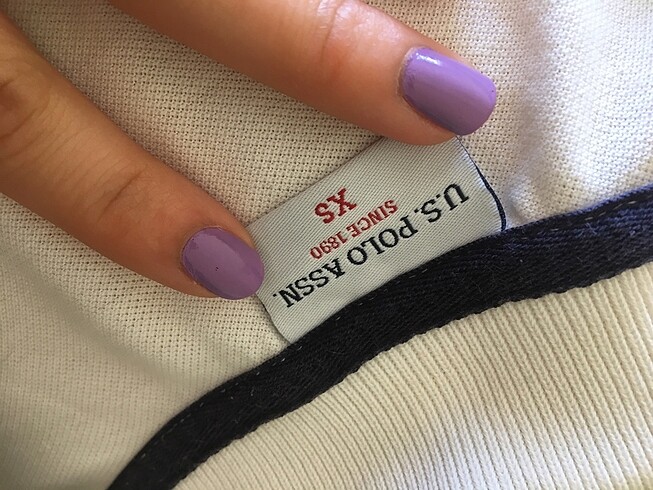 U.S. POLO ASSN.
SINCE 1890
XS